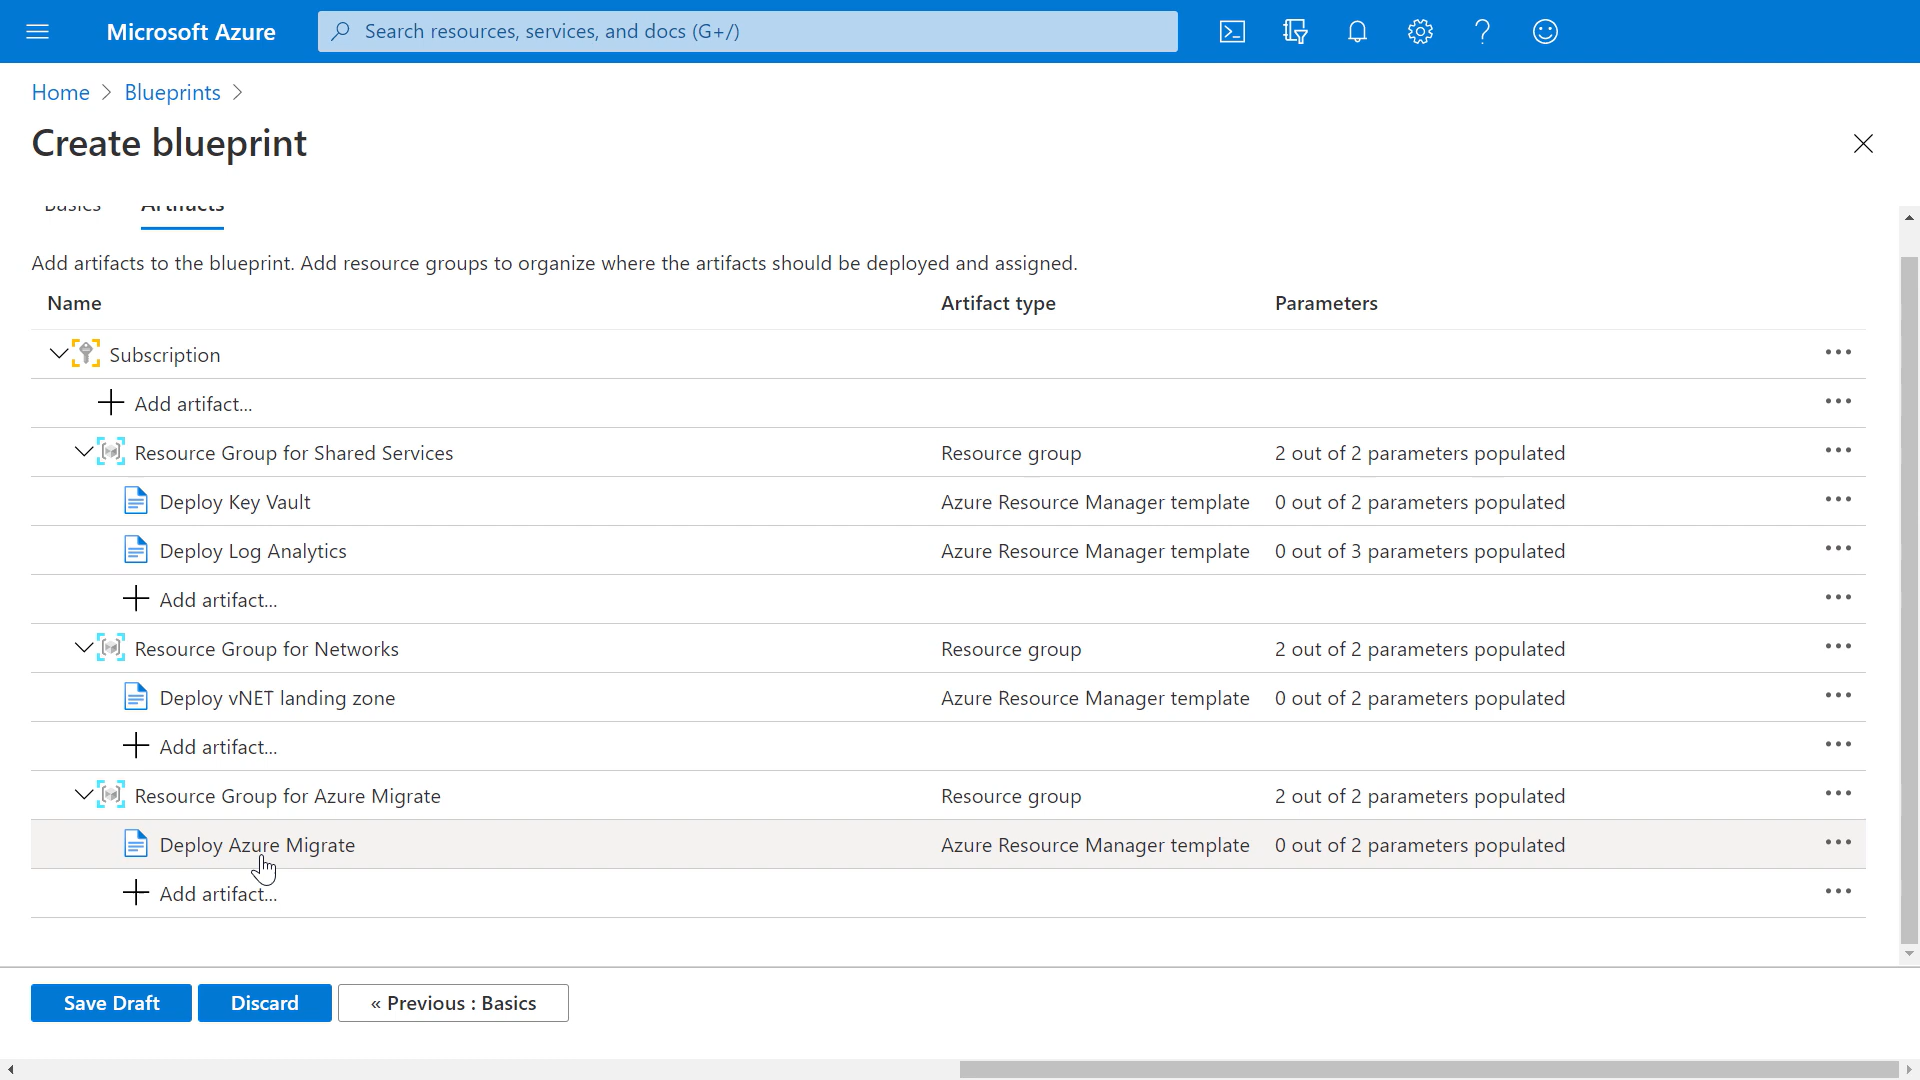 Microsoft Azure
Search resources, services, and docs (G+/)
Home > Blueprints >
Create blueprint
Basics Artifacts
Add artifacts to the blueprint. Add resource groups to organize where the artifacts should be deployed and assigned.
Name Artifact type Parameters
Subscription
Add artifact...
Resource Group for Shared Services Resource group 2 out of 2 parameters populated
Deploy Key Vault Azure Resource Manager template 0 out of 2 parameters populated
Deploy Log Analytics Azure Resource Manager template 0 out of 3 parameters populated
Add artifact...
Resource Group for Networks Resource group 2 out of 2 parameters populated
Deploy vNET landing zone Azure Resource Manager template 0 out of 2 parameters populated
Add artifact...
Resource Group for Azure Migrate Resource group 2 out of 2 parameters populated
Deploy Azure Migrate Azure Resource Manager template 0 out of 2 parameters populated
Add artifact...
Save Draft Discard « Previous : Basics